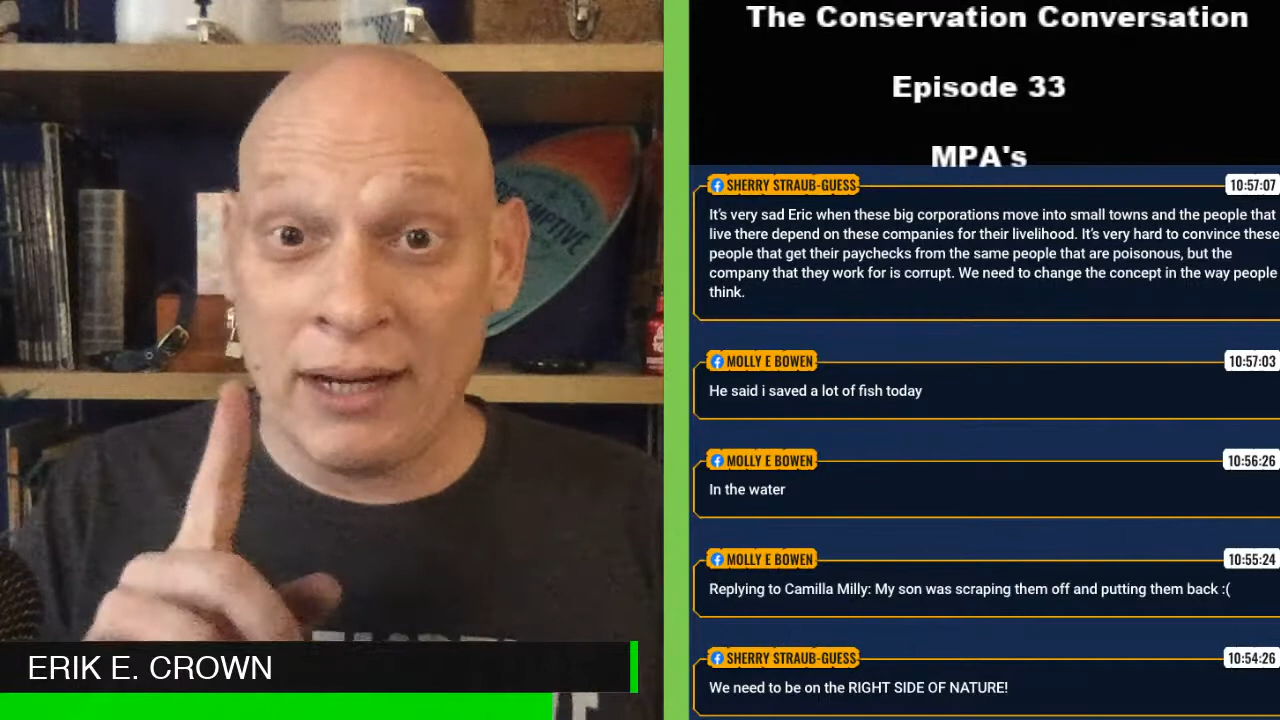 The Conservation Conversation
Episode 33
MPA's
SHERRY STRAUB-GUESS
10:57:07
It's very sad Eric when these big corporations move into small towns and the people that
live there depend on these companies for their livelihood. It's very hard to convince these
people that get their paychecks from the same people that are poisonous, but the
company that they work for is corrupt. We need to change the concept in the way people
think.
MOLLY E BOWEN
10:57:03
He said i saved a lot of fish today
MOLLY E BOWEN
10:56:26
In the water
MOLLY E BOWEN
10:55:24
Replying to Camilla Milly: My son was scraping them off and putting them back :(
SHERRY STRAUB-GUESS
10:54:26
We need to be on the RIGHT SIDE OF NATURE!
ERIK E. CROWN